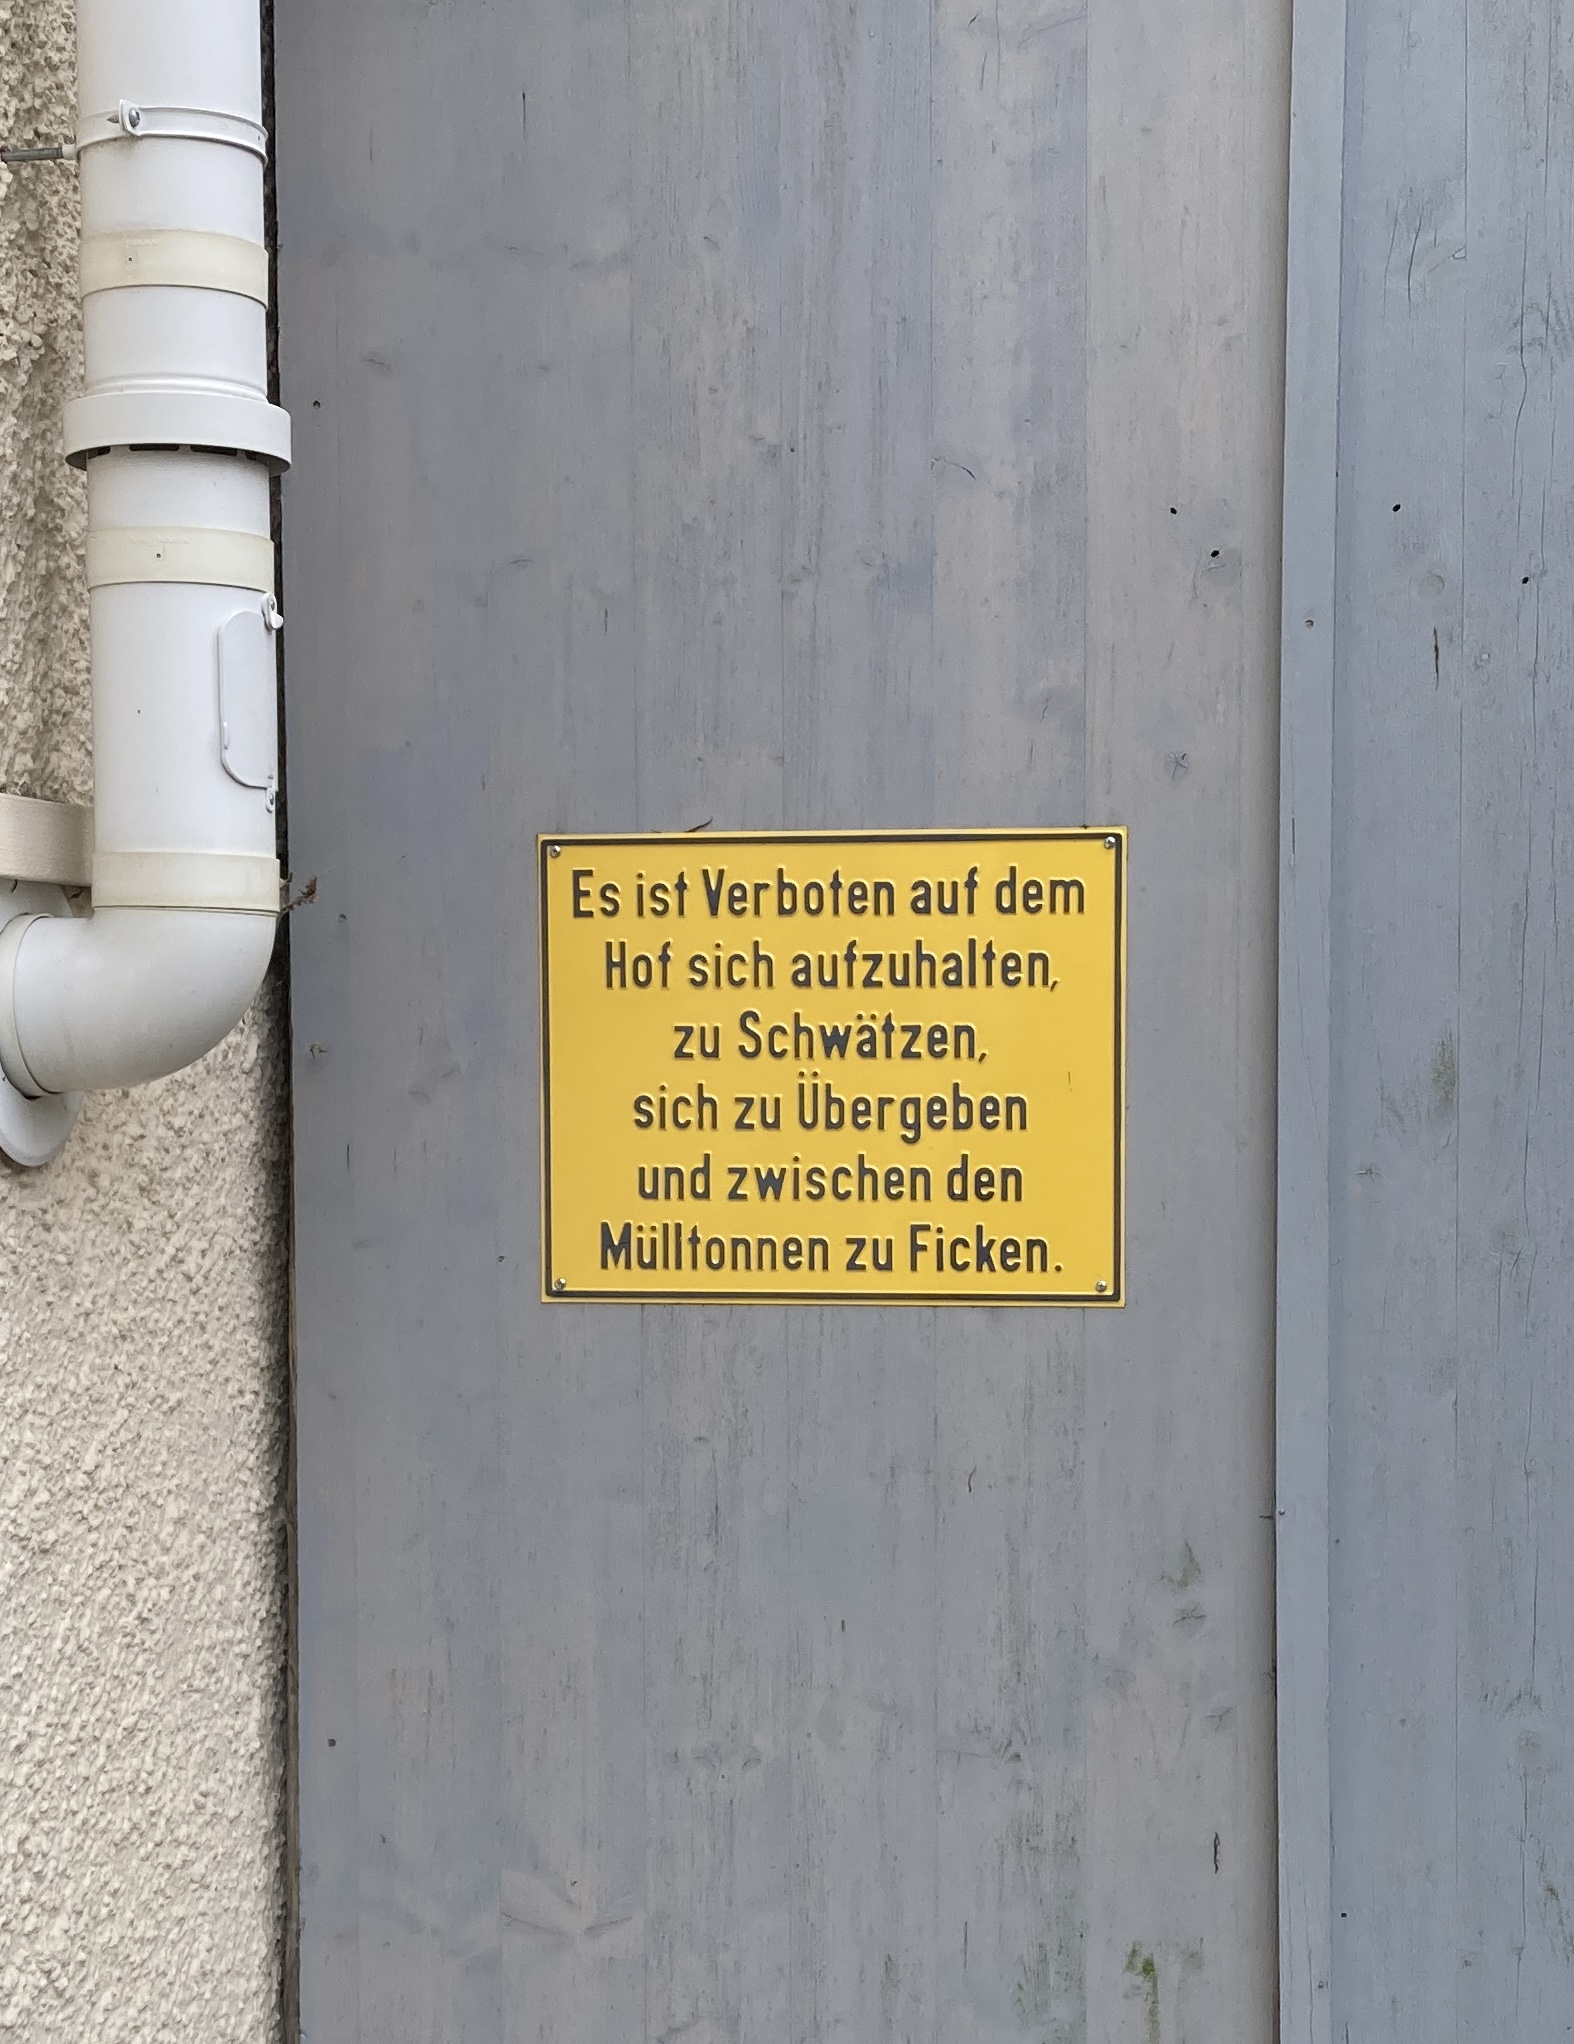 Es ist Verboten auf dem
Hof sich aufzuhalten,
zu Schwätzen,
sich zu Übergeben
und zwischen den
Mülltonnen zu Ficken.